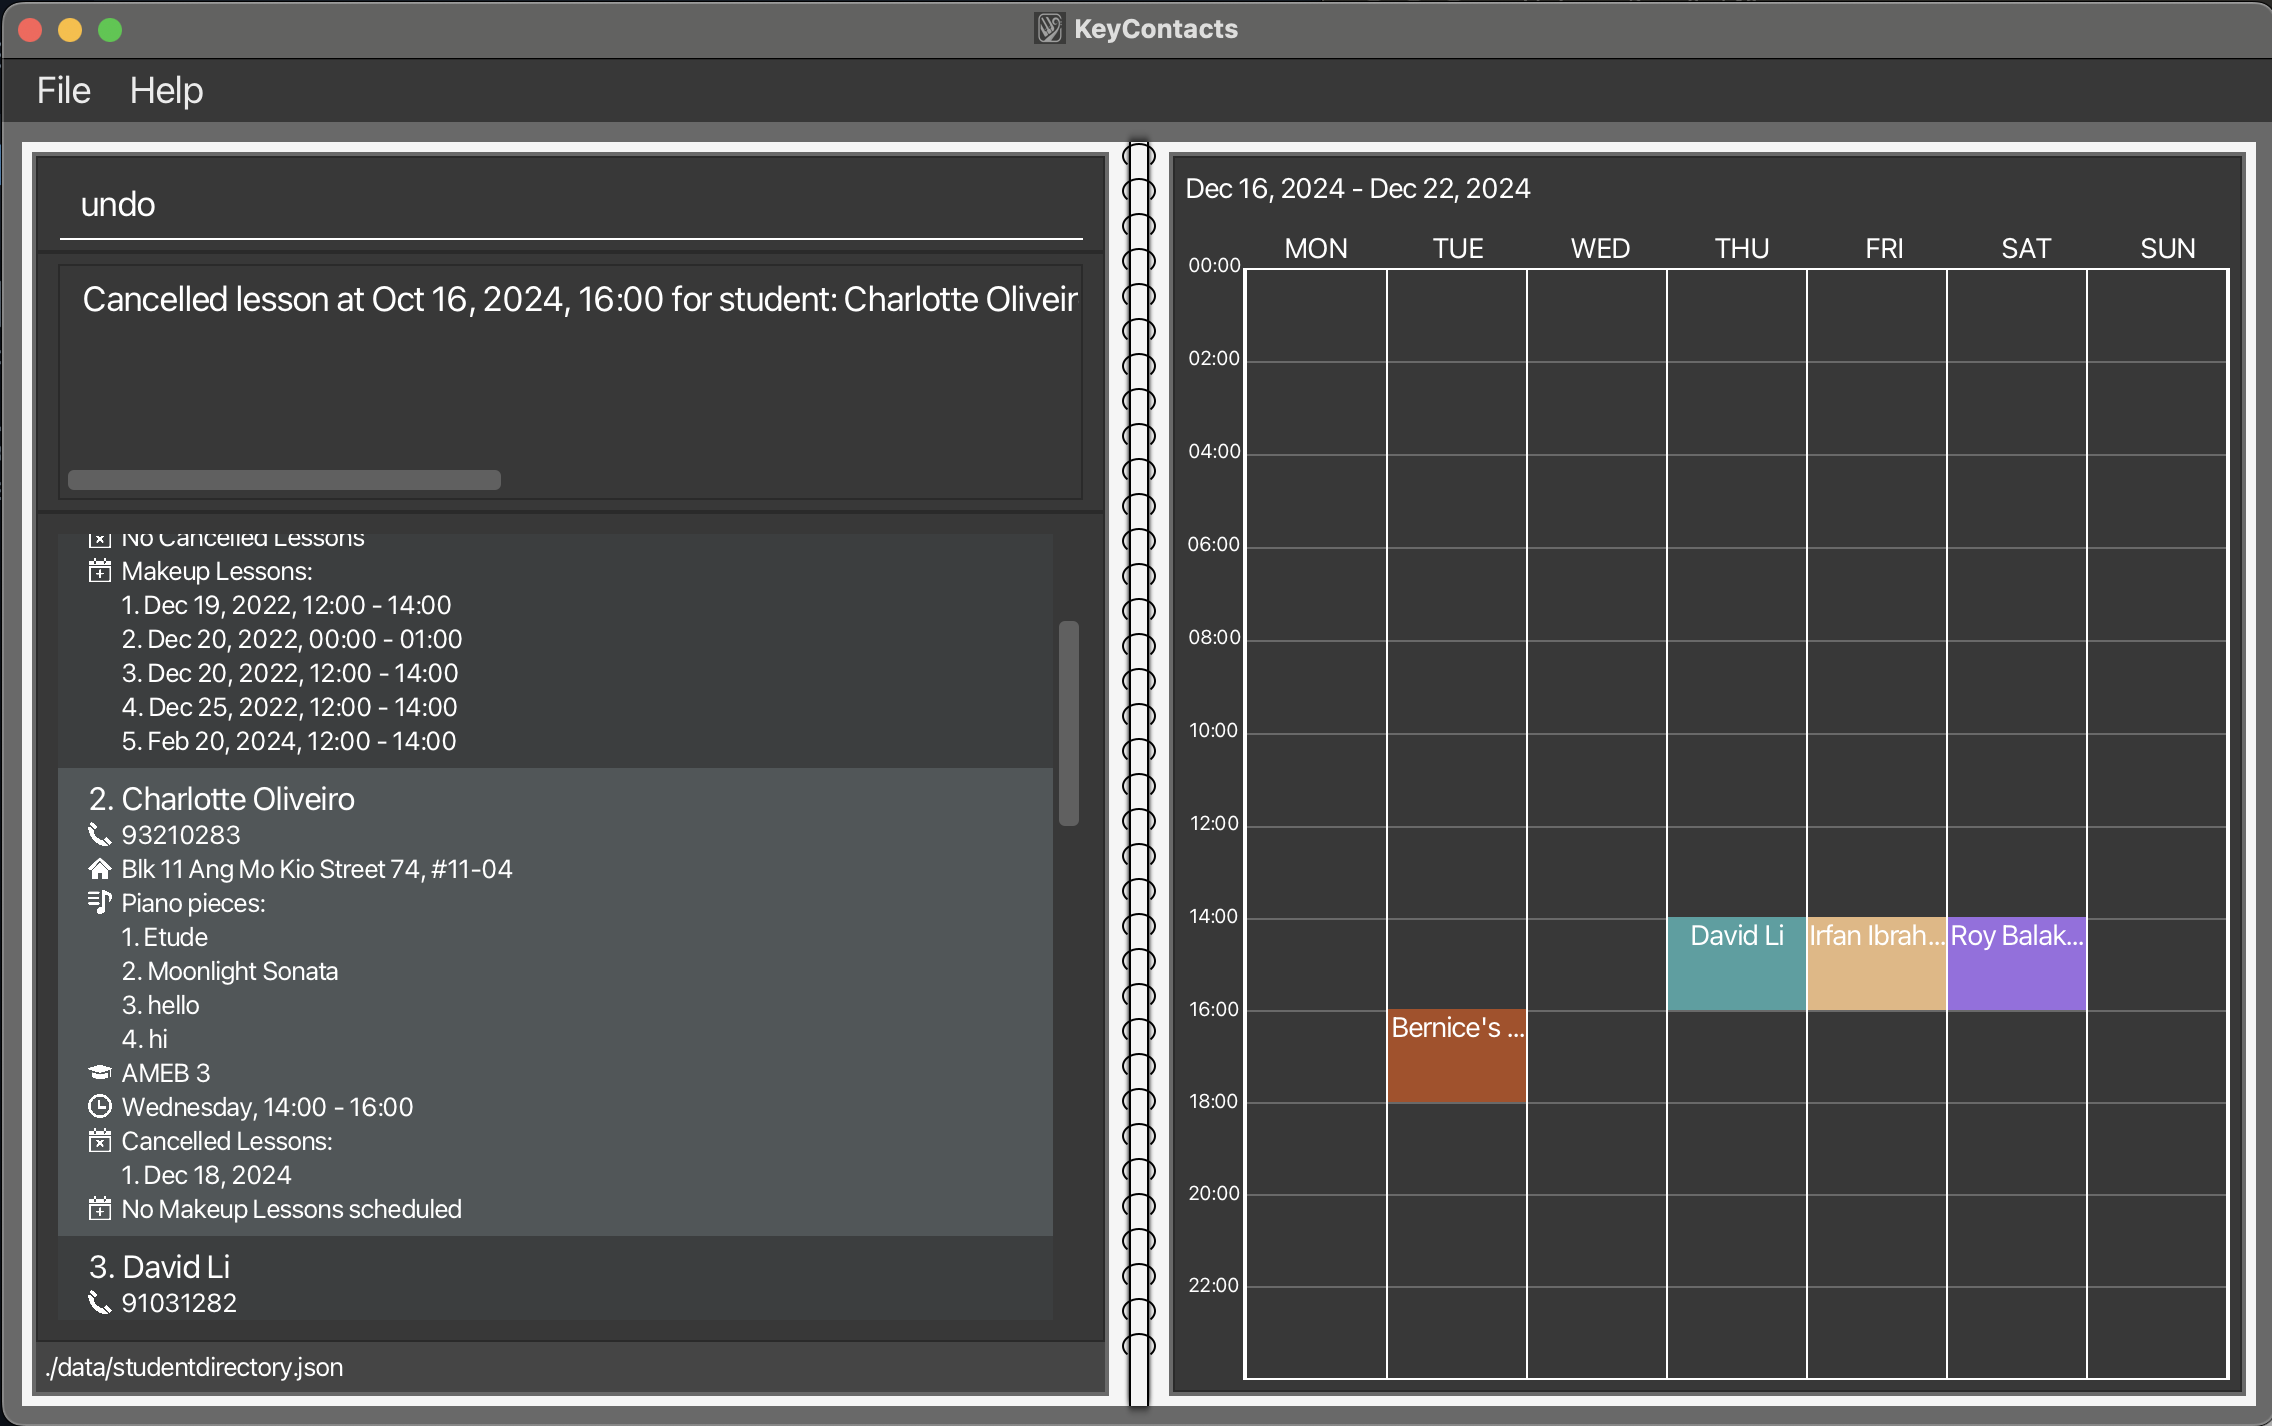 KeyContacts
File Help
undo
Cancelled lesson at Oct 16, 2024, 16:00 for student: Charlotte Oliveir
No Cancelled Lessons
Makeup Lessons:
1. Dec 19, 2022, 12:00 - 14:00
2. Dec 20, 2022, 00:00 - 01:00
3. Dec 20, 2022, 12:00 - 14:00
4. Dec 25, 2022, 12:00 - 14:00
5. Feb 20, 2024, 12:00 - 14:00
2. Charlotte Oliveiro
93210283
Blk 11 Ang Mo Kio Street 74, #11-04
Piano pieces:
1. Etude
2. Moonlight Sonata
3. hello
4. hi
AMEB 3
Wednesday, 14:00 - 16:00
Cancelled Lessons:
1. Dec 18, 2024
No Makeup Lessons scheduled
3. David Li
91031282
./data/studentdirectory.json
Dec 16, 2024 - Dec 22, 2024
MON TUE WED THU FRI SAT SUN
00:00
02:00
04:00
06:00
08:00
10:00
12:00
14:00
David Li Irfan Ibrah... Roy Balak...
16:00
Bernice's ...
18:00
20:00
22:00